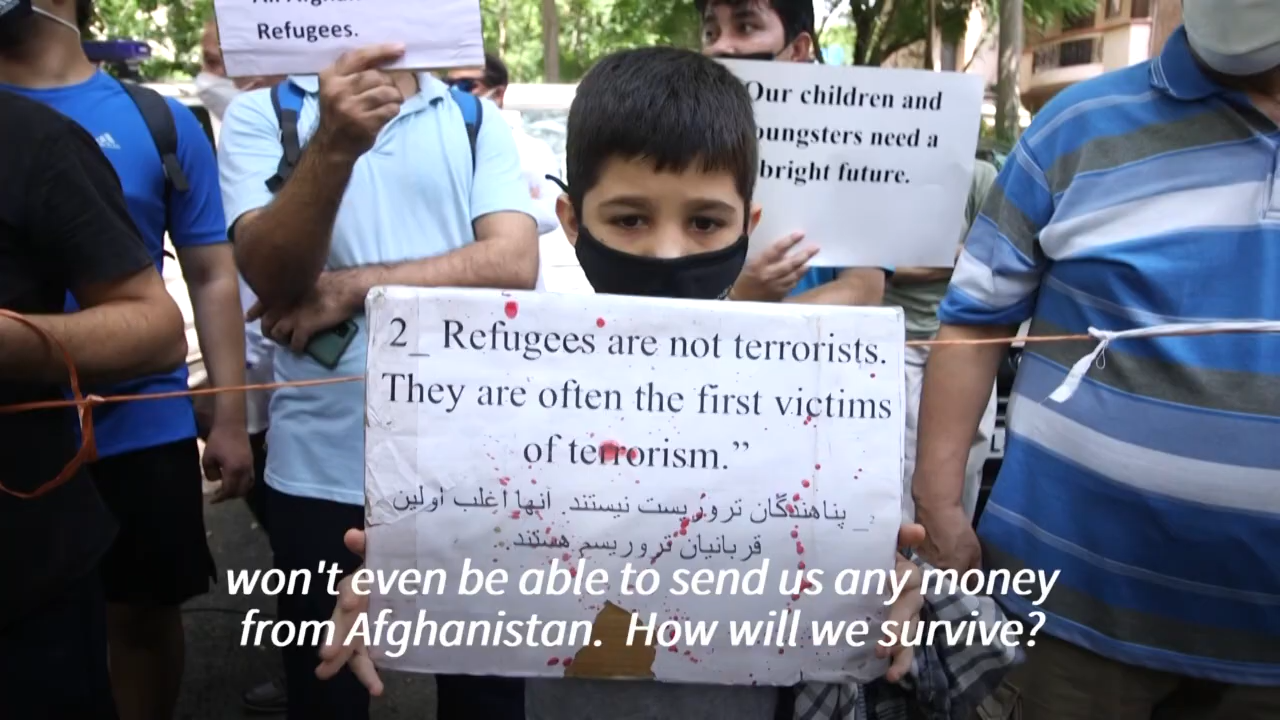 Refugees.
Our children and
oungsters need a
bright future.
2_ Refugees are not terrorists.
They are often the first victims
of terrorism.”
_ پناهندگان تروریست نیستند. آنها اغلب اولین
قربانیان تروریسم هستند.
won't even be able to send us any money
from Afghanistan. How will we survive?